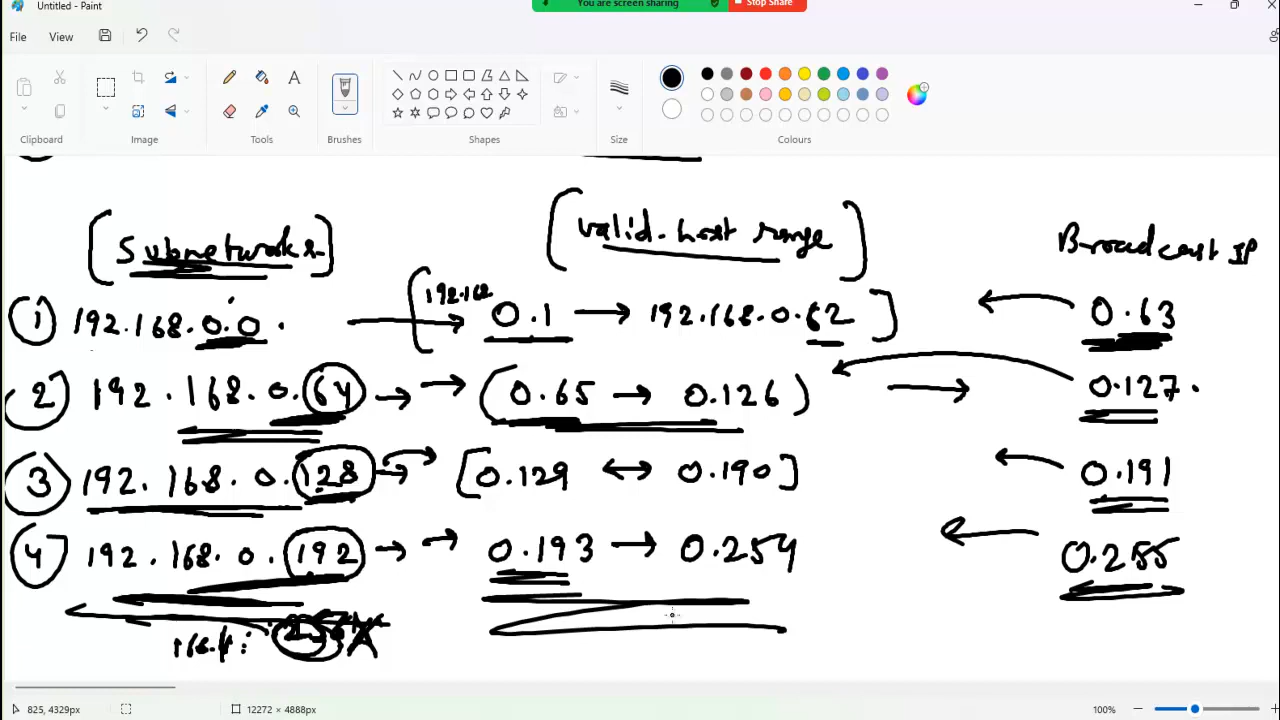 Untitled - Paint
You are screen sharing
Stop Share
File View
Clipboard Image Tools Brushes Shapes Size Colours
[Subnetworks] [valid host range] Broadcast IP
1) 192.168.0.0. → [192.168 0.1 → 192.168.0.62] ← 0.63
2) 192.168.0.64 → → (0.65 → 0.126) → ← 0.127.
3) 192.168.0.128 → → [0.129 ↔ 0.190] ← 0.191
4) 192.168.0.192 → → 0.193 → 0.254 ← 0.255
825, 4329px 12272 × 4888px 100%